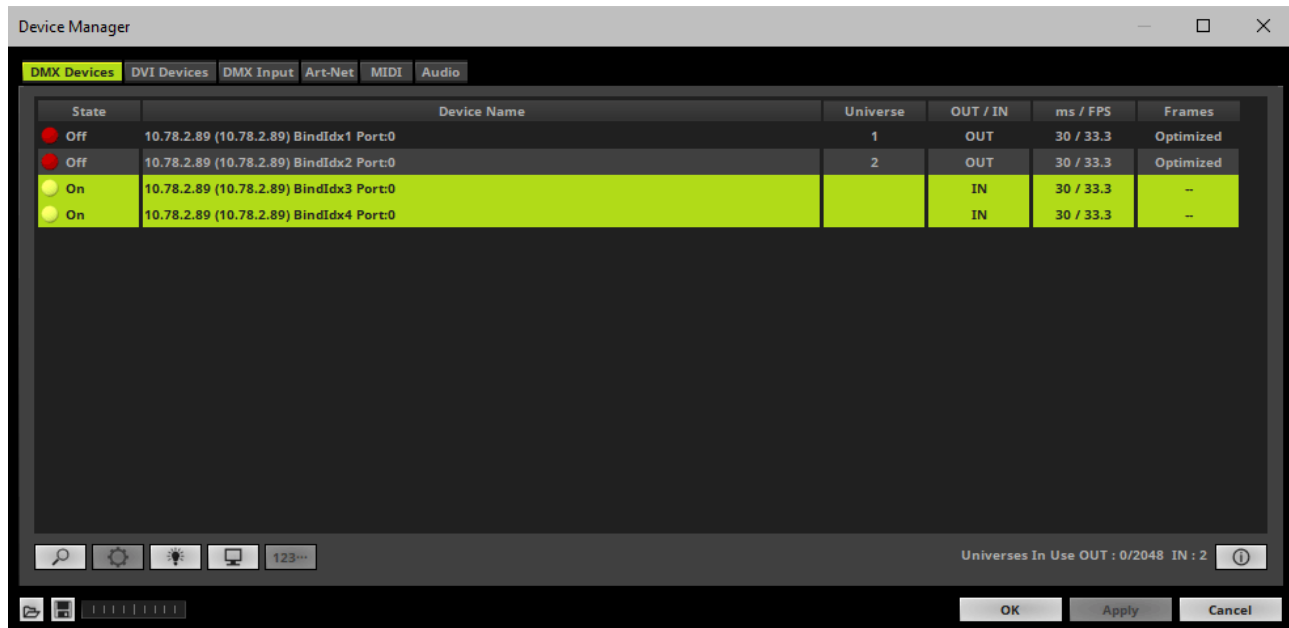 Device Manager
DMX Devices DVI Devices DMX Input Art-Net MIDI Audio
State Device Name Universe OUT / IN ms / FPS Frames
Off 10.78.2.89 (10.78.2.89) BindIdx1 Port:0 1 OUT 30 / 33.3 Optimized
Off 10.78.2.89 (10.78.2.89) BindIdx2 Port:0 2 OUT 30 / 33.3 Optimized
On 10.78.2.89 (10.78.2.89) BindIdx3 Port:0 IN 30 / 33.3 --
On 10.78.2.89 (10.78.2.89) BindIdx4 Port:0 IN 30 / 33.3 --
123... Universes In Use OUT : 0/2048 IN : 2
OK Apply Cancel